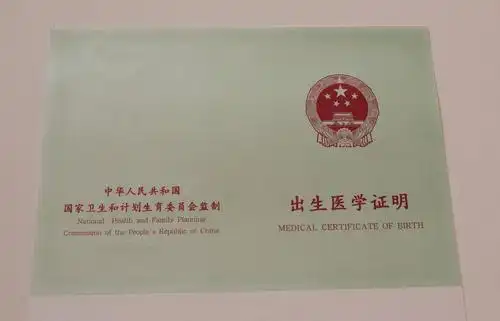 中华人民共和国
国家卫生和计划生育委员会监制
National Health and Family Planning
Commission of the People's Republic of China
出生医学证明
MEDICAL CERTIFICATE OF BIRTH